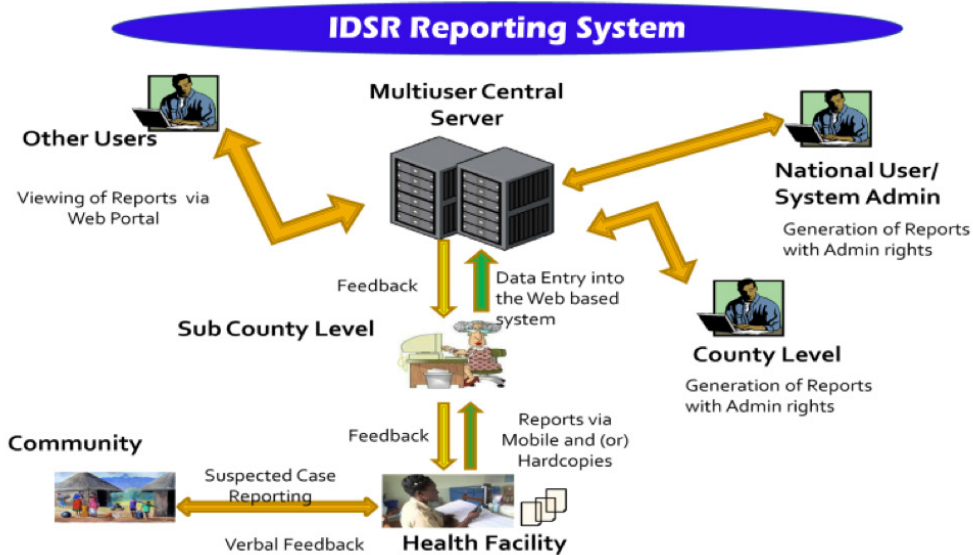 IDSR Reporting System
Multiuser Central
Server
Other Users
Viewing of Reports via
Web Portal
National User/
System Admin
Generation of Reports
with Admin rights
Feedback
Data Entry into
the Web based
system
Sub County Level
County Level
Generation of Reports
with Admin rights
Feedback
Reports via
Mobile and (or)
Hardcopies
Community
Suspected Case
Reporting
Verbal Feedback
Health Facility